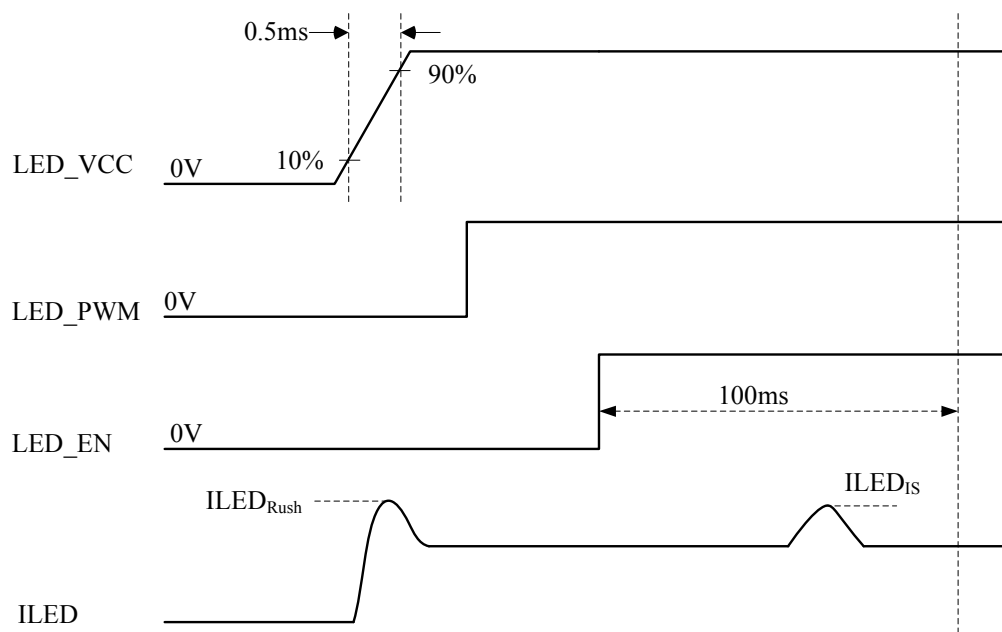 0.5ms
90%
10%
LED_VCC
0V
LED_PWM
0V
100ms
LED_EN
0V
ILED_Rush
ILED_IS
ILED